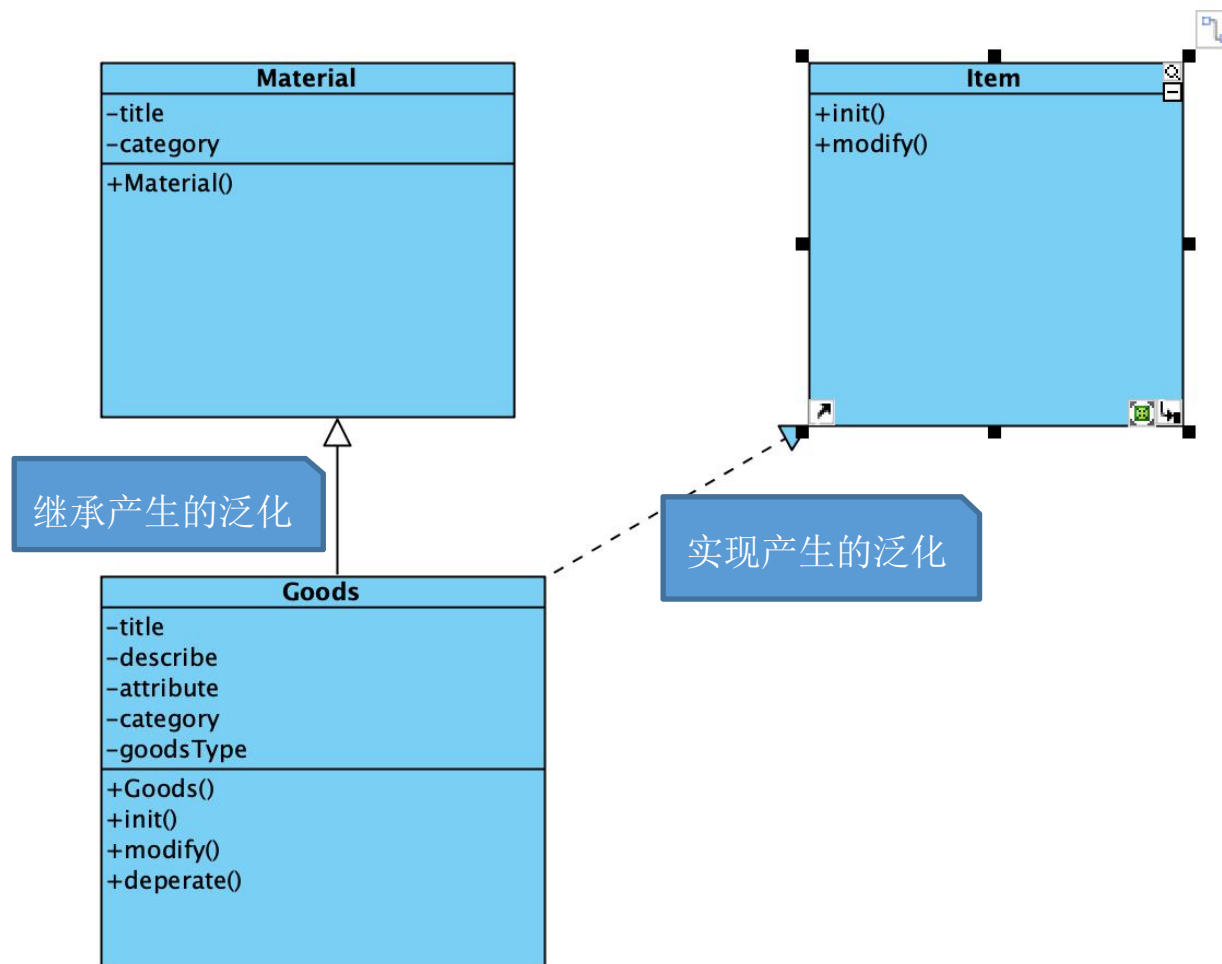 Material
-title
-category
+Material()
Item
+init()
+modify()
继承产生的泛化
实现产生的泛化
Goods
-title
-describe
-attribute
-category
-goodsType
+Goods()
+init()
+modify()
+deperate()